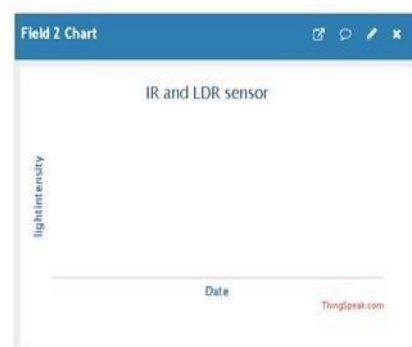 Field 2 Chart
IR and LDR sensor
lightintensity
Date
ThingSpeak.com